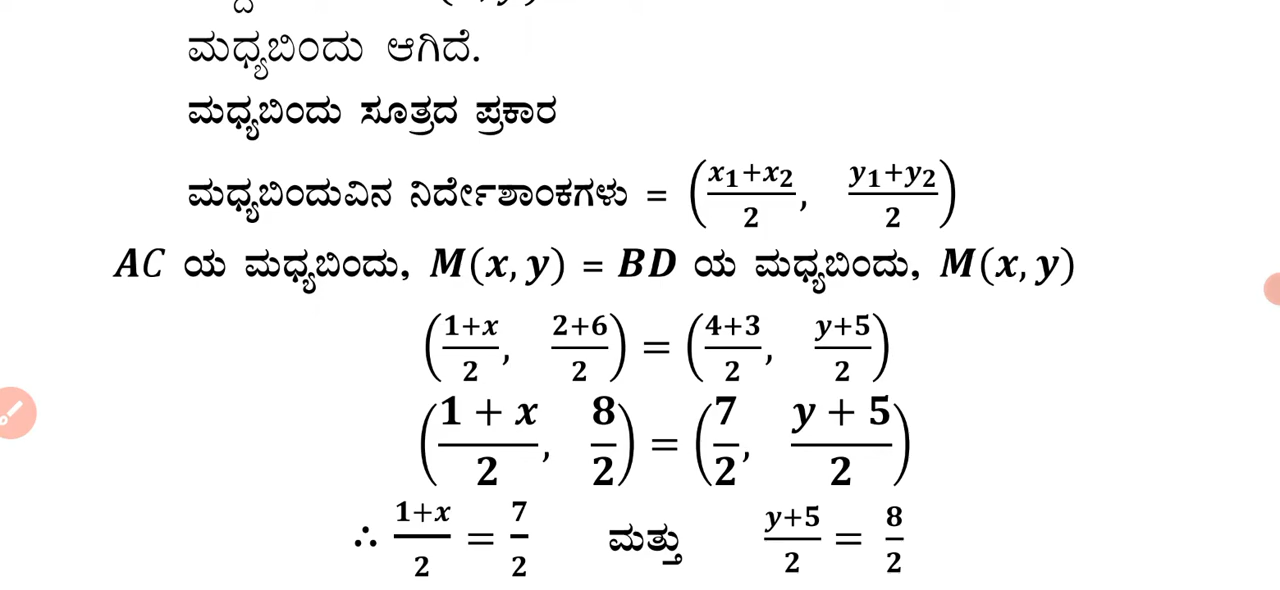 ಮಧ್ಯಬಿಂದು ಆಗಿದೆ.
ಮಧ್ಯಬಿಂದು ಸೂತ್ರದ ಪ್ರಕಾರ
ಮಧ್ಯಬಿಂದುವಿನ ನಿರ್ದೇಶಾಂಕಗಳು = ((x₁+x₂)/2, (y₁+y₂)/2)
AC ಯ ಮಧ್ಯಬಿಂದು, M(x, y) = BD ಯ ಮಧ್ಯಬಿಂದು, M(x, y)
((1+x)/2, (2+6)/2) = ((4+3)/2, (y+5)/2)
((1 + x)/2, 8/2) = (7/2, (y + 5)/2)
∴ (1+x)/2 = 7/2 ಮತ್ತು (y+5)/2 = 8/2